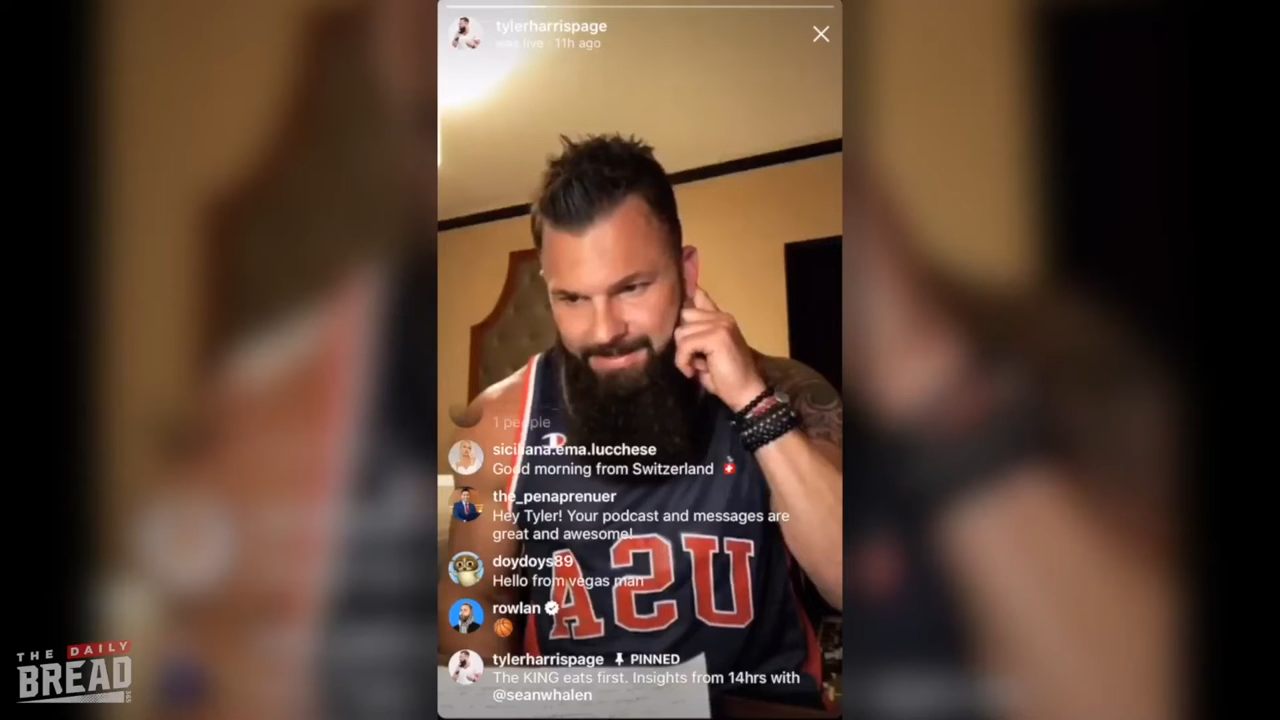 tylerharrispage
was live · 11h ago
1 people
siciliana.ema.lucchese
Good morning from Switzerland 🇨🇭
the_penaprenuer
Hey Tyler! Your podcast and messages are
great and awesome!
doydoys89
Hello from vegas man
rowlan
🏀
tylerharrispage 📌 PINNED
The KING eats first. Insights from 14hrs with
@seanwhalen
USA
THE DAILY
BREAD
365